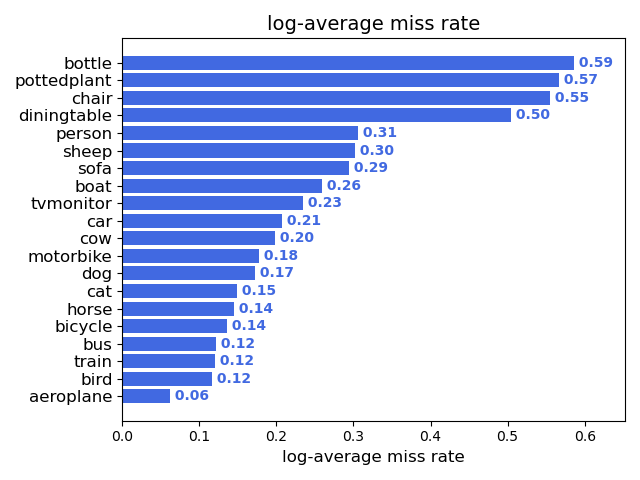 log-average miss rate
bottle 0.59
pottedplant 0.57
chair 0.55
diningtable 0.50
person 0.31
sheep 0.30
sofa 0.29
boat 0.26
tvmonitor 0.23
car 0.21
cow 0.20
motorbike 0.18
dog 0.17
cat 0.15
horse 0.14
bicycle 0.14
bus 0.12
train 0.12
bird 0.12
aeroplane 0.06
0.0 0.1 0.2 0.3 0.4 0.5 0.6
log-average miss rate